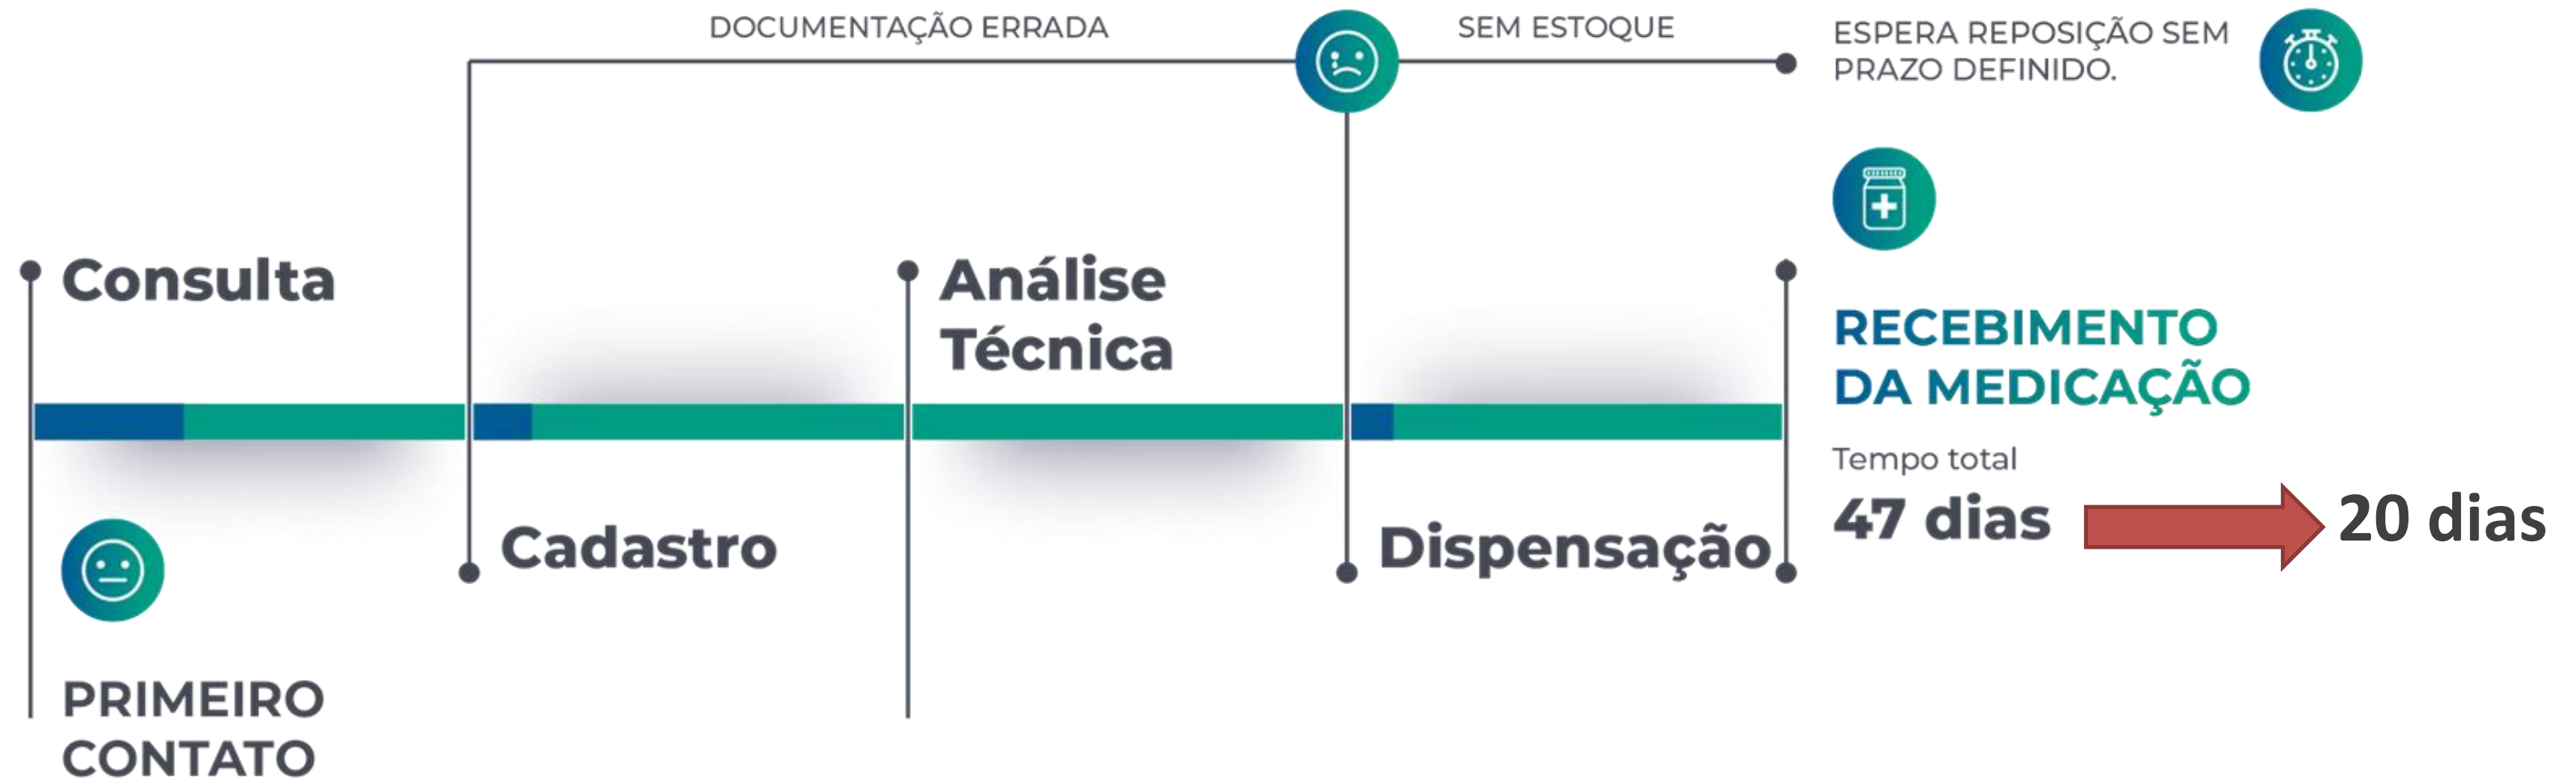 DOCUMENTAÇÃO ERRADA
SEM ESTOQUE
ESPERA REPOSIÇÃO SEM
PRAZO DEFINIDO.
Consulta
Análise
Técnica
RECEBIMENTO
DA MEDICAÇÃO
Tempo total
47 dias
20 dias
Cadastro
Dispensação
PRIMEIRO
CONTATO